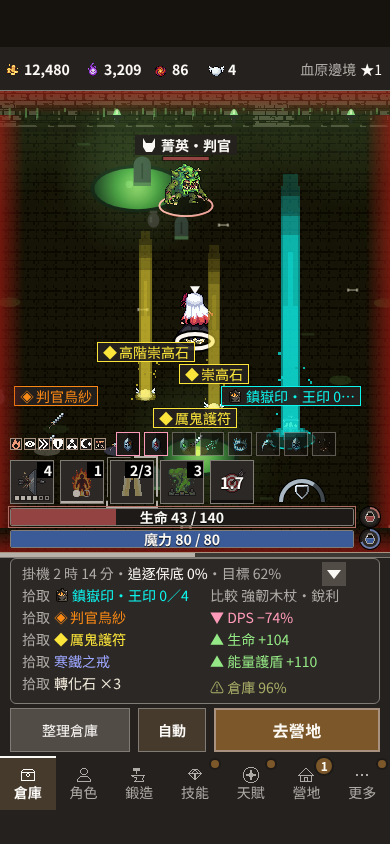 12,480 3,209 86 4 血原邊境 ★1
菁英・判官
◆高階崇高石
◆崇高石
◈判官烏紗
鎮嶽印・王印 0…
◆厲鬼護符
4 1 2/3 3
生命 43 / 140
魔力 80 / 80
掛機 2 時 14 分・追逐保底 0%・目標 62%
拾取 鎮嶽印・王印 0／4
比較 強韌木杖・銳利
拾取 ◈判官烏紗
▼DPS −74%
拾取 ◆厲鬼護符
▲生命 +104
拾取 寒鐵之戒
▲能量護盾 +110
拾取 轉化石 ×3
⚠倉庫 96%
整理倉庫 自動 去營地
1
倉庫 角色 鍛造 技能 天賦 營地 更多